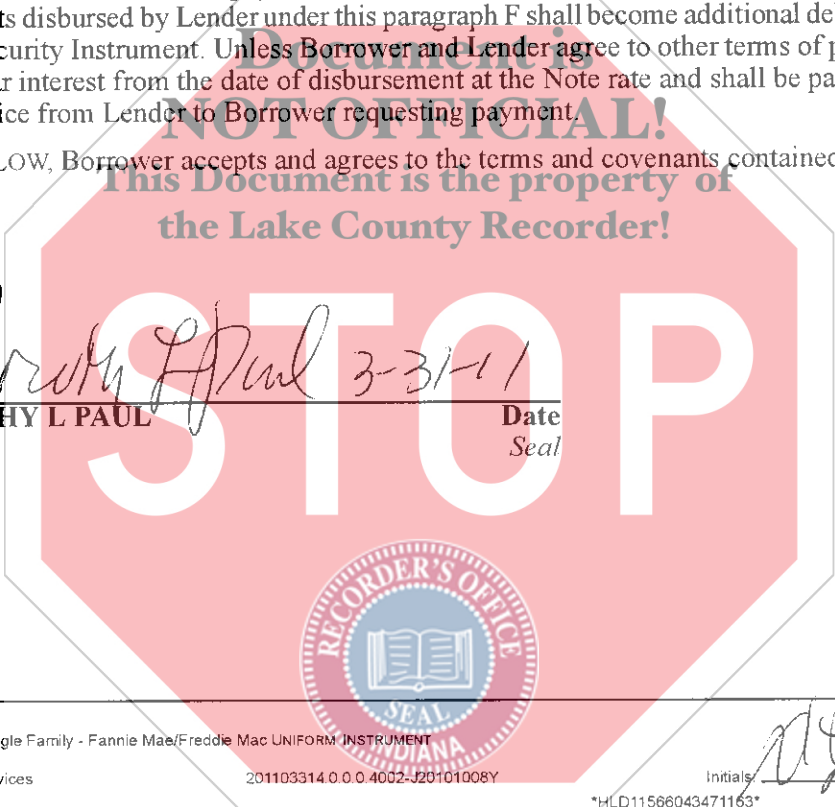 ts disbursed by Lender under this paragraph F shall become additional de
curity Instrument. Unless Borrower and Lender agree to other terms of p
r interest from the date of disbursement at the Note rate and shall be pa
ice from Lender to Borrower requesting payment.
LOW, Borrower accepts and agrees to the terms and covenants contained
Document is
NOT OFFICIAL!
This Document is the property of
the Lake County Recorder!
STOP
L Paul 3-31-11
HY L PAUL Date
Seal
RECORDER'S OFFICE
SEAL
INDIANA
gle Family - Fannie Mae/Freddie Mac UNIFORM INSTRUMENT
vices 201103314.0.0.0.4002-J20101008Y Initials:
*HLD11566043471163*